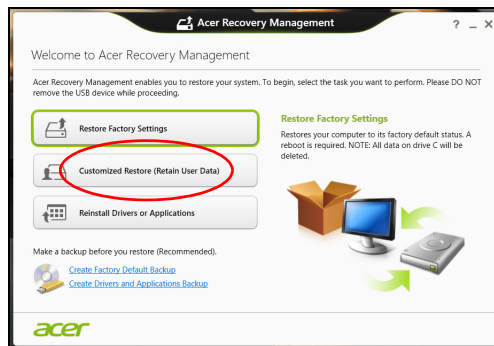 Acer Recovery Management
? _ X
Welcome to Acer Recovery Management
Acer Recovery Management enables you to restore your system. To begin, select the task you want to perform. Please DO NOT
remove the USB device while proceeding.
Restore Factory Settings
Customized Restore (Retain User Data)
Reinstall Drivers or Applications
Restore Factory Settings
Restores your computer to its factory default status. A
reboot is required. NOTE: All data on drive C will be
deleted.
Make a backup before you restore (Recommended).
Create Factory Default Backup
Create Drivers and Applications Backup
acer